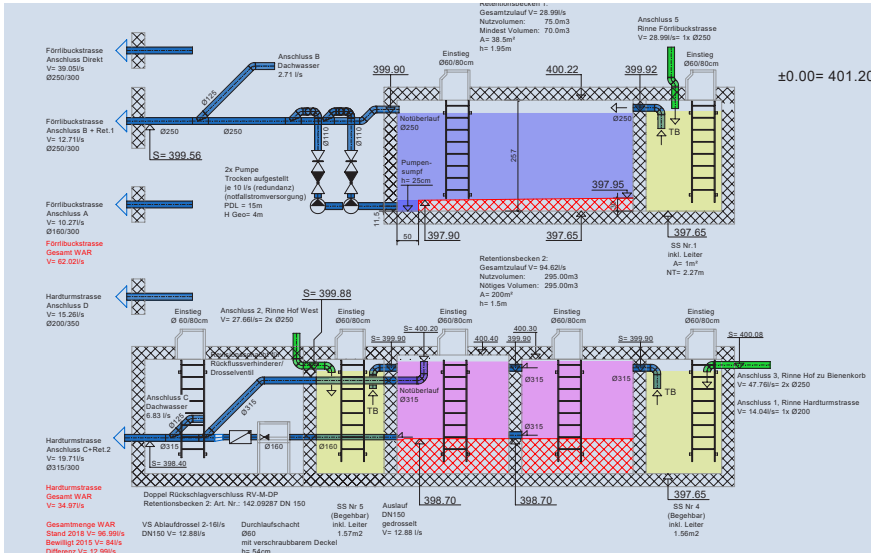 Retentionsbecken 1:
Gesamtzulauf V= 28.99l/s
Nutzvolumen: 75.0m3
Mindest Volumen: 70.0m3
A= 38.5m²
h= 1.95m
Anschluss 5
Rinne Förrlibuckstrasse
V= 28.99l/s= 1x Ø250
Förrlibuckstrasse
Anschluss Direkt
V= 39.05l/s
Ø250/300
Anschluss B
Dachwasser
2.71 l/s
Einstieg
Ø60/80cm
Einstieg
Ø60/80cm
399.90
400.22
399.92
±0.00= 401.20
Ø125
Förrlibuckstrasse
Anschluss B + Ret.1
V= 12.71l/s
Ø250/300
Ø250
Ø250
Ø110
Ø110
Notüberlauf
Ø250
Ø250
TB
S= 399.56
257
2x Pumpe
Trocken aufgestellt
je 10 l/s (redundanz)
(notfallstromversorgung)
PDL = 15m
H Geo= 4m
Pumpen-
sumpf
h= 25cm
397.95
Förrlibuckstrasse
Anschluss A
V= 10.27l/s
Ø160/300
11.5
50
397.90
397.65
397.65
Förrlibuckstrasse
Gesamt WAR
V= 62.02l/s
SS Nr.1
inkl. Leiter
A= 1m²
NT= 2.27m
Retentionsbecken 2:
Gesamtzulauf V= 94.62l/s
Nutzvolumen: 295.00m3
Nötiges Volumen: 295.00m3
A= 200m²
h= 1.5m
Hardturmstrasse
Anschluss D
V= 15.26l/s
Ø200/350
S= 399.88
Anschluss 2, Rinne Hof West
V= 27.66l/s= 2x Ø250
Einstieg
Ø 60/80cm
Einstieg
Ø60/80cm
Einstieg
Ø60/80cm
Einstieg
Ø60/80cm
Einstieg
Ø60/80cm
S= 399.90
S= 400.20
400.40
399.90
400.30
S= 399.90
S= 400.08
Rückflussverhinderer/
Drosselventil
Anschluss C
Dachwasser
6.83 l/s
Ø125
Ø315
Notüberlauf
Ø315
Ø315
Ø315
TB
TB
Anschluss 3, Rinne Hof zu Bienenkorb
V= 47.76l/s= 2x Ø250
Anschluss 1, Rinne Hardturmstrasse
V= 14.04l/s= 1x Ø200
Ø315
Hardturmstrasse
Anschluss C+Ret.2
V= 19.71l/s
Ø315/300
Ø315
Ø160
Ø160
S= 398.40
398.70
398.70
397.65
Hardturmstrasse
Gesamt WAR
V= 34.97l/s
Doppel Rückschlagverschluss RV-M-DP
Retentionsbecken 2: Art. Nr.: 142.09287 DN 150
SS Nr 5
(Begehbar)
inkl. Leiter
1.57m2
Auslauf
DN150
gedrosselt
V= 12.88 l/s
SS Nr 4
(Begehbar)
inkl. Leiter
1.56m2
Gesamtmenge WAR
Stand 2018 V= 96.99l/s
Bewilligt 2015 V= 84l/s
Differenz V= 12.99l/s
VS Ablaufdrossel 2-16l/s
DN150 V= 12.88l/s
Durchlaufschacht
Ø60
mit verschraubbarem Deckel
h= 54cm